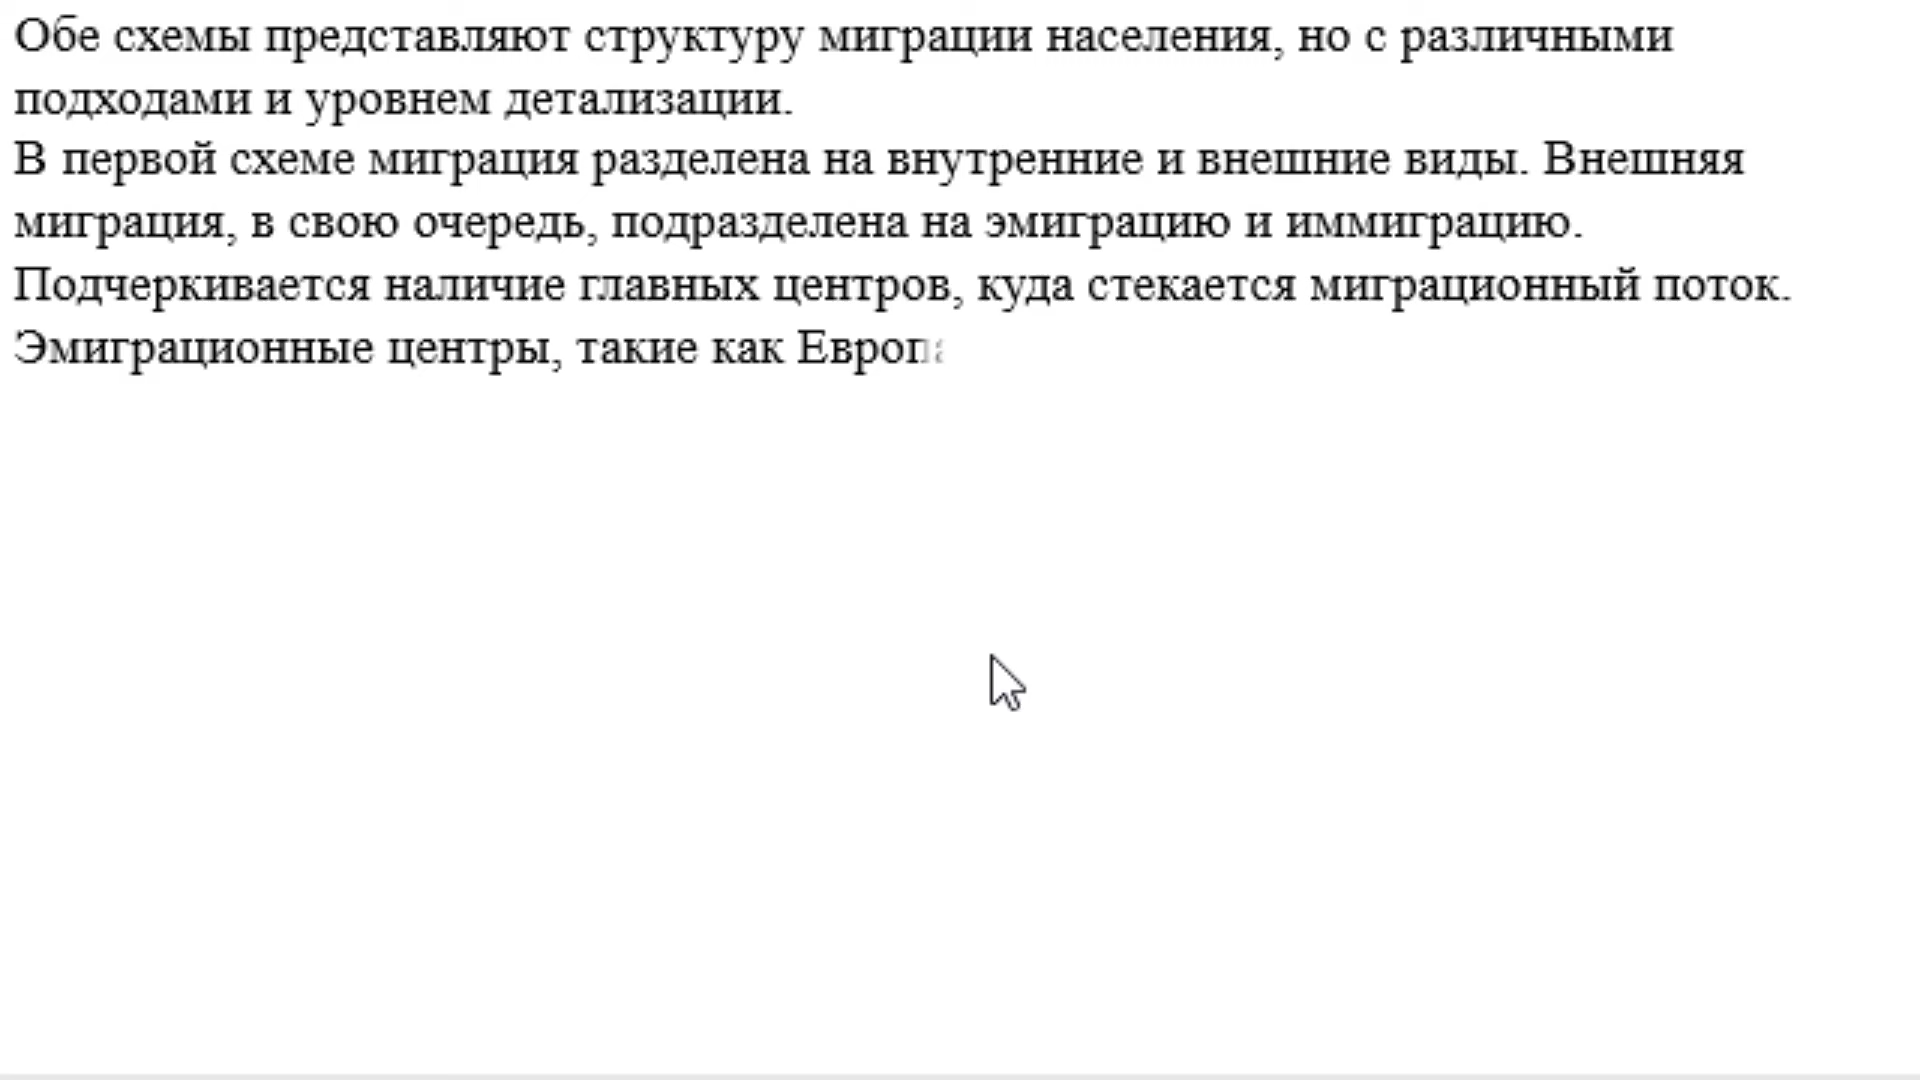 Обе схемы представляют структуру миграции населения, но с различными
подходами и уровнем детализации.
В первой схеме миграция разделена на внутренние и внешние виды. Внешняя
миграция, в свою очередь, подразделена на эмиграцию и иммиграцию.
Подчеркивается наличие главных центров, куда стекается миграционный поток.
Эмиграционные центры, такие как Европа